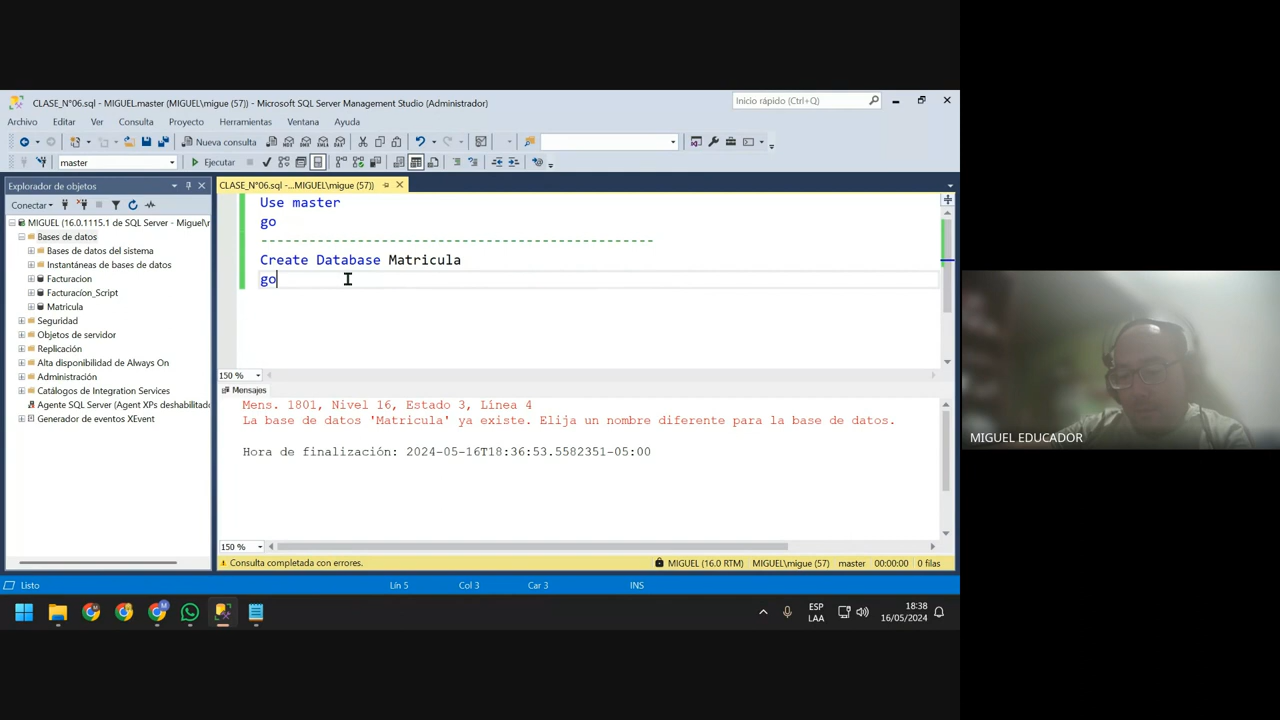 CLASE_N°06.sql - MIGUEL.master (MIGUEL\migue (57)) - Microsoft SQL Server Management Studio (Administrador)
Inicio rápido (Ctrl+Q)
Archivo Editar Ver Consulta Proyecto Herramientas Ventana Ayuda
Nueva consulta
master
Ejecutar
Explorador de objetos
CLASE_N°06.sql -...MIGUEL\migue (57))
Conectar
MIGUEL (16.0.1115.1 de SQL Server - Miguel\r
Bases de datos
Bases de datos del sistema
Instantáneas de bases de datos
Facturacion
Facturacíon_Script
Matricula
Seguridad
Objetos de servidor
Replicación
Alta disponibilidad de Always On
Administración
Catálogos de Integration Services
Agente SQL Server (Agent XPs deshabilitado
Generador de eventos XEvent
Use master
go
-------------------------------------------------
Create Database Matricula
go
150 %
Mensajes
Mens. 1801, Nivel 16, Estado 3, Línea 4
La base de datos 'Matricula' ya existe. Elija un nombre diferente para la base de datos.
Hora de finalización: 2024-05-16T18:36:53.5582351-05:00
150 %
Consulta completada con errores.
MIGUEL (16.0 RTM) MIGUEL\migue (57) master 00:00:00 0 filas
Listo
Lín 5 Col 3 Car 3 INS
ESP
LAA
18:38
16/05/2024
MIGUEL EDUCADOR